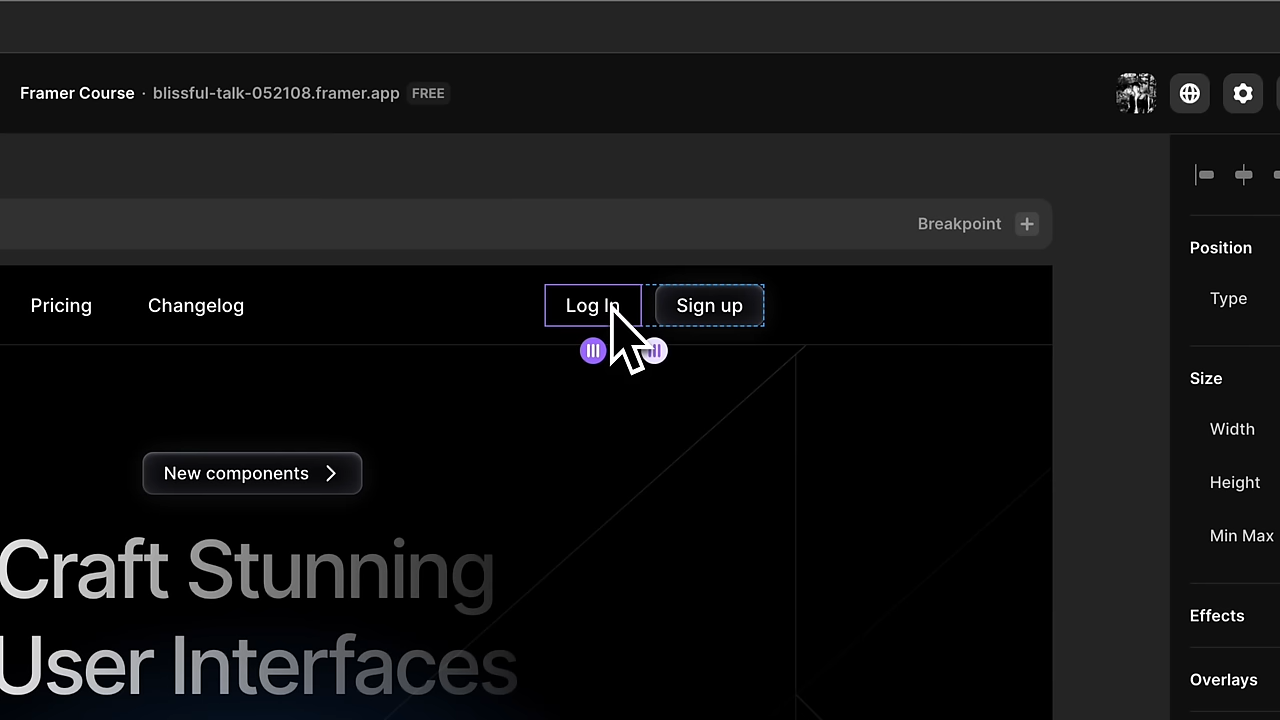 Framer Course · blissful-talk-052108.framer.app FREE
Breakpoint
Position
Type
Size
Width
Height
Min Max
Effects
Overlays
Pricing Changelog Log In Sign up
New components
Craft Stunning
User Interfaces